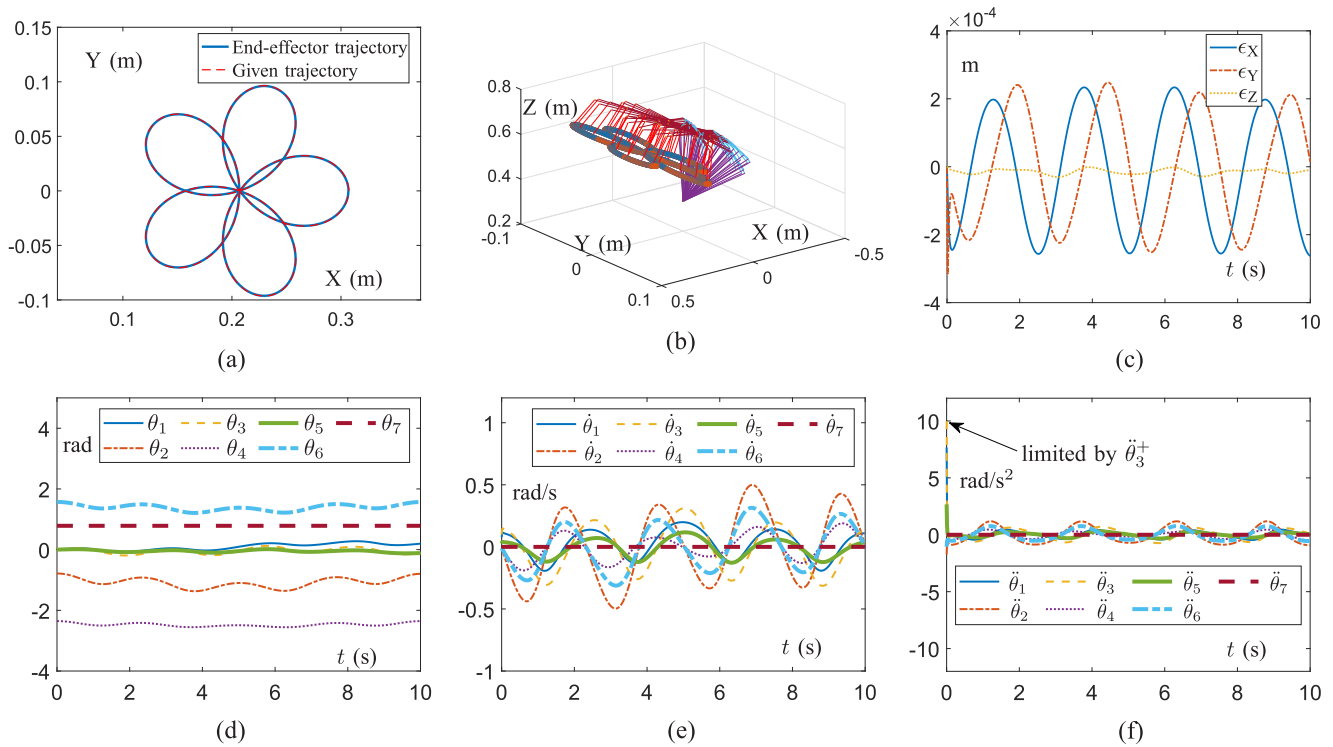 0.15
0.1
0.05
0
-0.05
-0.1
0.1
0.2
0.3
Y (m)
X (m)
End-effector trajectory
Given trajectory
(a)
0.8
0.6
0.4
0.2
-0.1
0
0.1
0.5
0
-0.5
Z (m)
Y (m)
X (m)
(b)
×10⁻⁴
4
2
0
-2
-4
0 2 4 6 8 10
m
ϵX
ϵY
ϵZ
t (s)
(c)
4
2
0
-2
-4
0 2 4 6 8 10
rad
θ1 θ3 θ5 θ7
θ2 θ4 θ6
t (s)
(d)
1
0.5
0
-0.5
-1
0 2 4 6 8 10
rad/s
θ̇1 θ̇3 θ̇5 θ̇7
θ̇2 θ̇4 θ̇6
t (s)
(e)
10
5
0
-5
-10
0 2 4 6 8 10
limited by θ̈3⁺
rad/s²
θ̈1 θ̈3 θ̈5 θ̈7
θ̈2 θ̈4 θ̈6
t (s)
(f)